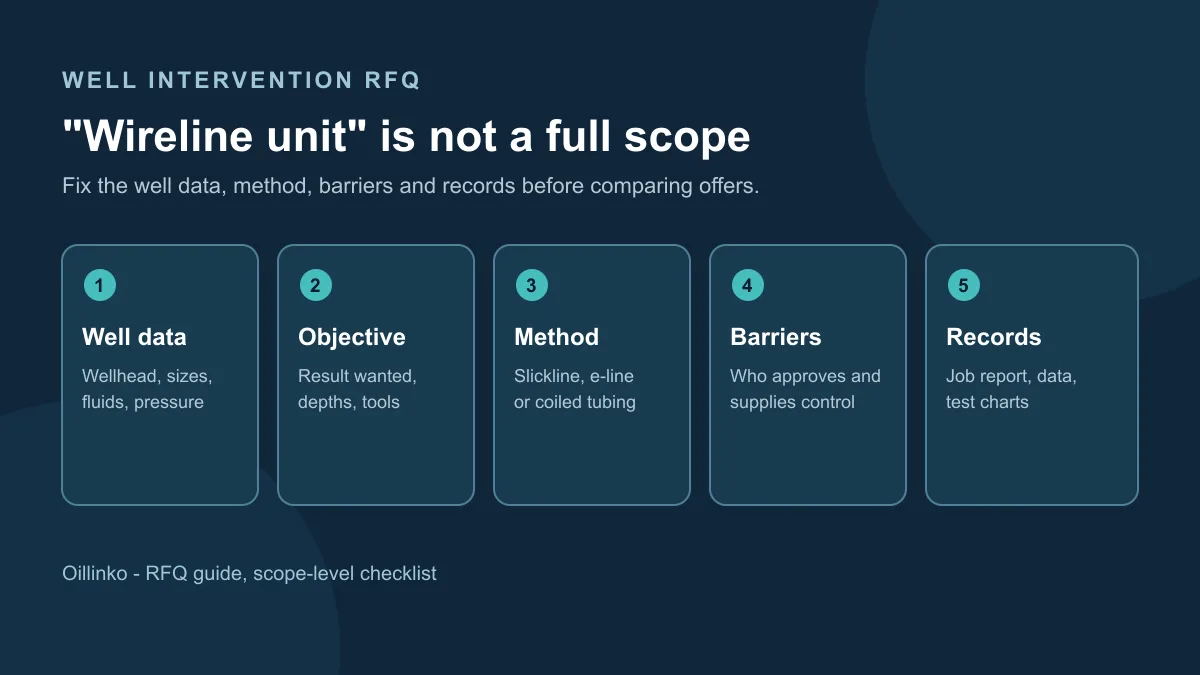 WELL INTERVENTION RFQ
"Wireline unit" is not a full scope
Fix the well data, method, barriers and records before comparing offers.
1
Well data
Wellhead, sizes,
fluids, pressure
2
Objective
Result wanted,
depths, tools
3
Method
Slickline, e-line
or coiled tubing
4
Barriers
Who approves and
supplies control
5
Records
Job report, data,
test charts
Oillinko - RFQ guide, scope-level checklist